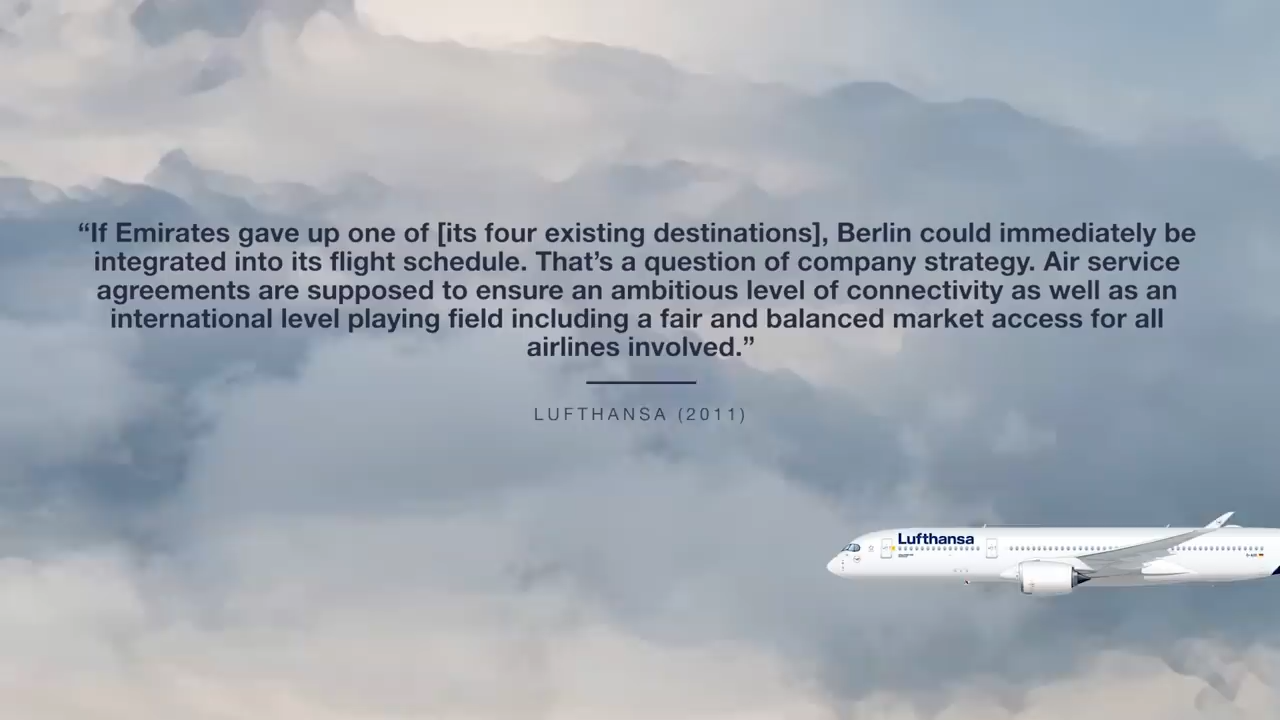 “If Emirates gave up one of [its four existing destinations], Berlin could immediately be
integrated into its flight schedule. That’s a question of company strategy. Air service
agreements are supposed to ensure an ambitious level of connectivity as well as an
international level playing field including a fair and balanced market access for all
airlines involved.”
LUFTHANSA (2011)
Lufthansa